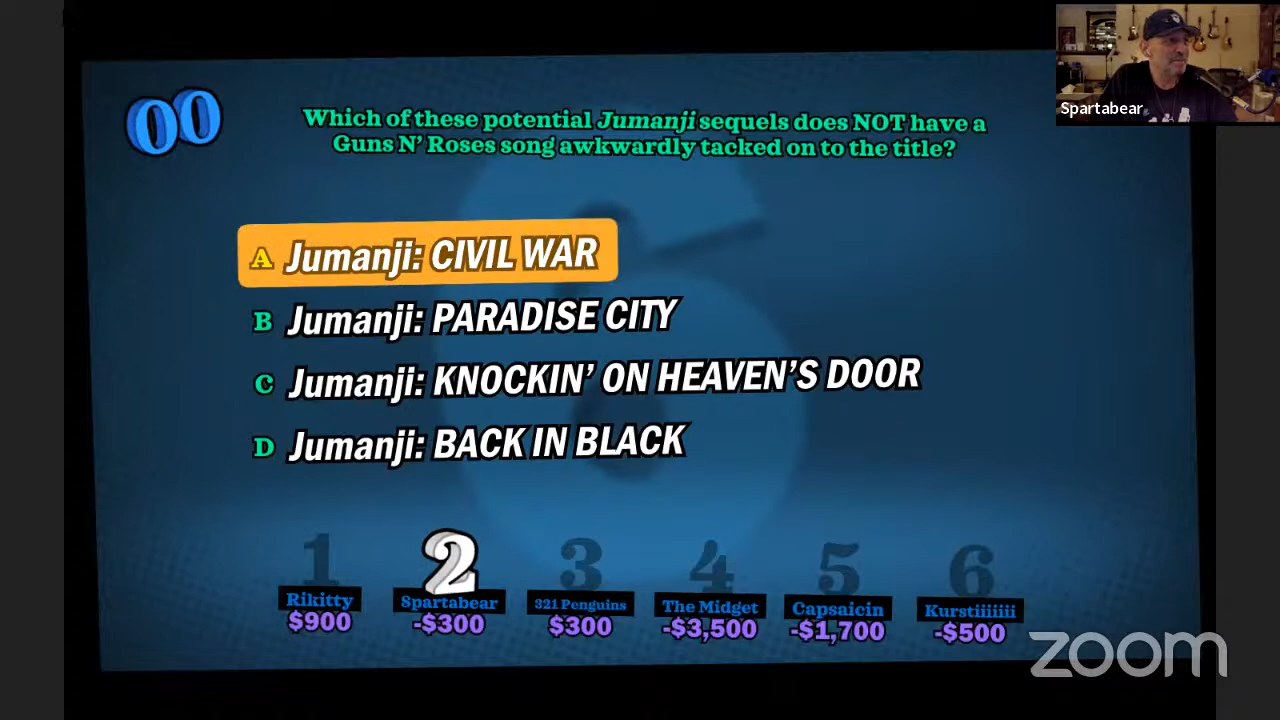 Spartabear
00
Which of these potential Jumanji sequels does NOT have a
Guns N' Roses song awkwardly tacked on to the title?
A Jumanji: CIVIL WAR
B Jumanji: PARADISE CITY
C Jumanji: KNOCKIN' ON HEAVEN'S DOOR
D Jumanji: BACK IN BLACK
1 2 3 4 5 6
Rikitty Spartabear 321 Penguins The Midget Capsaicin Kurstiiiiiii
$900 -$300 $300 -$3,500 -$1,700 -$500
zoom